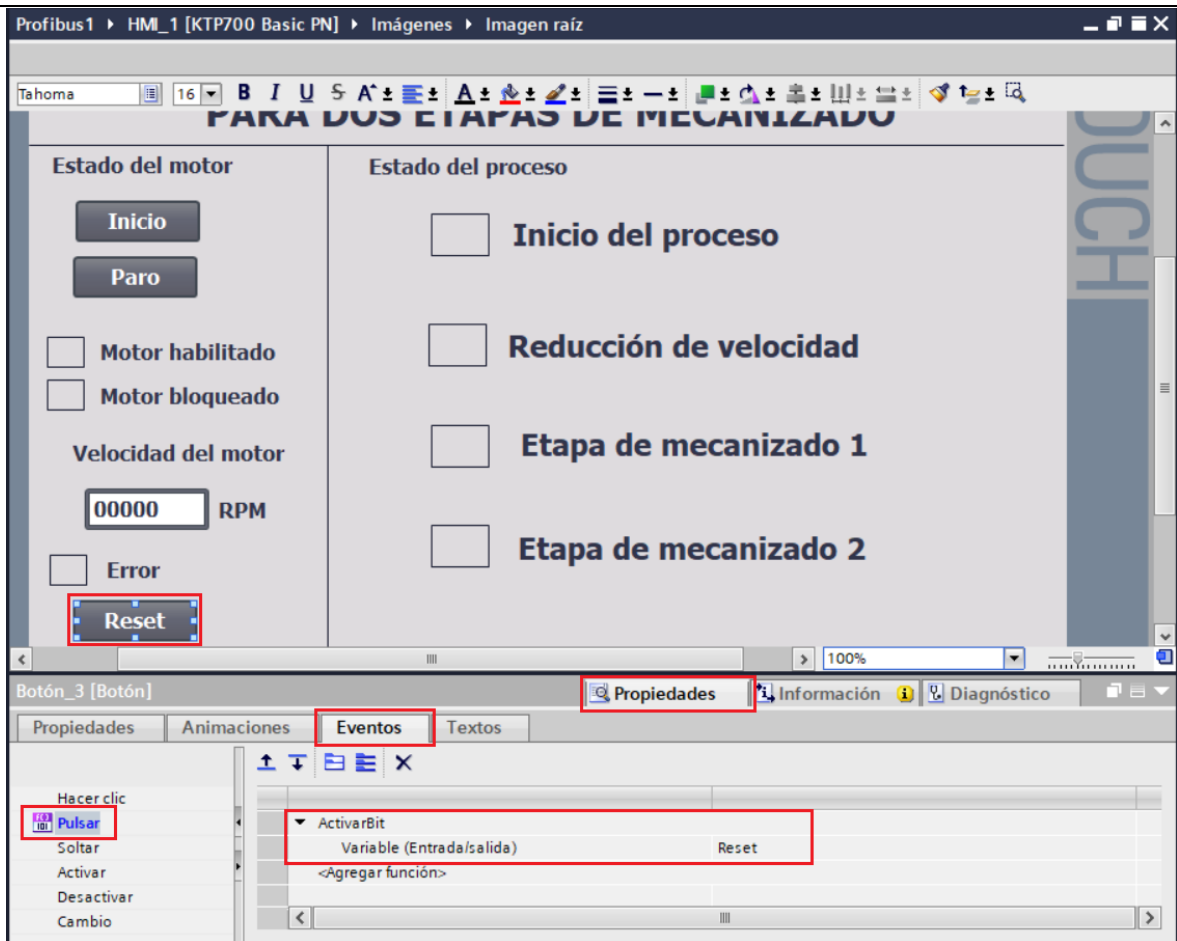 Profibus1 ▸ HMI_1 [KTP700 Basic PN] ▸ Imágenes ▸ Imagen raíz
Tahoma 16 B I U S A A
PARA DOS ETAPAS DE MECANIZADO
OUCH
Estado del motor
Inicio
Paro
Motor habilitado
Motor bloqueado
Velocidad del motor
00000 RPM
Error
Reset
Estado del proceso
Inicio del proceso
Reducción de velocidad
Etapa de mecanizado 1
Etapa de mecanizado 2
100%
Botón_3 [Botón]
Propiedades Información Diagnóstico
Propiedades Animaciones Eventos Textos
Hacer clic
Pulsar
Soltar
Activar
Desactivar
Cambio
ActivarBit
Variable (Entrada/salida) Reset
<Agregar función>